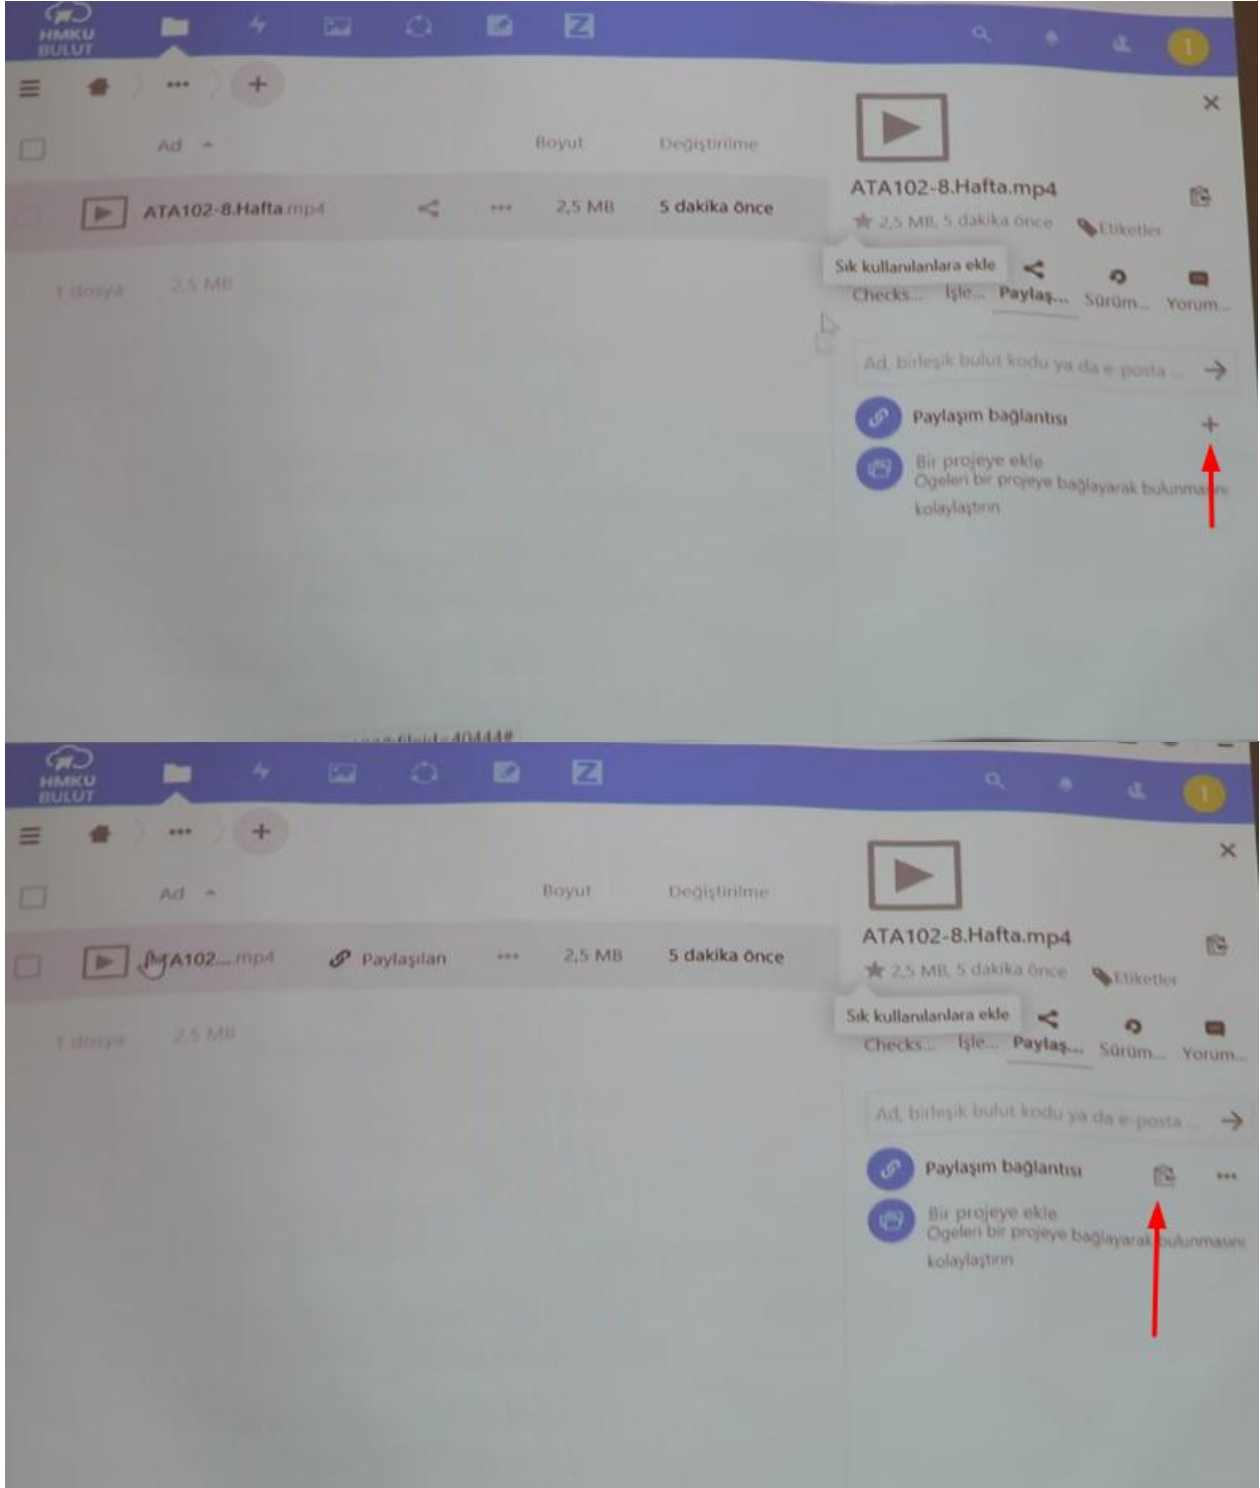 HMKU
BULUT
Z
1
Ad
Boyut
Değiştirilme
ATA102-8.Hafta.mp4
2,5 MB
5 dakika önce
1 dosya
2,5 MB
ATA102-8.Hafta.mp4
2,5 MB, 5 dakika önce
Etiketler
Sık kullanılanlara ekle
Checks...
İşle...
Paylaş...
Sürüm...
Yorum...
Ad, birleşik bulut kodu ya da e-posta ...
Paylaşım bağlantısı
Bir projeye ekle
Ögeleri bir projeye bağlayarak bulunmasını
kolaylaştırın
HMKU
BULUT
Z
1
Ad
Boyut
Değiştirilme
ATA102....mp4
Paylaşılan
2,5 MB
5 dakika önce
1 dosya
2,5 MB
ATA102-8.Hafta.mp4
2,5 MB, 5 dakika önce
Etiketler
Sık kullanılanlara ekle
Checks...
İşle...
Paylaş...
Sürüm...
Yorum...
Ad, birleşik bulut kodu ya da e-posta ...
Paylaşım bağlantısı
Bir projeye ekle
Ögeleri bir projeye bağlayarak bulunmasını
kolaylaştırın